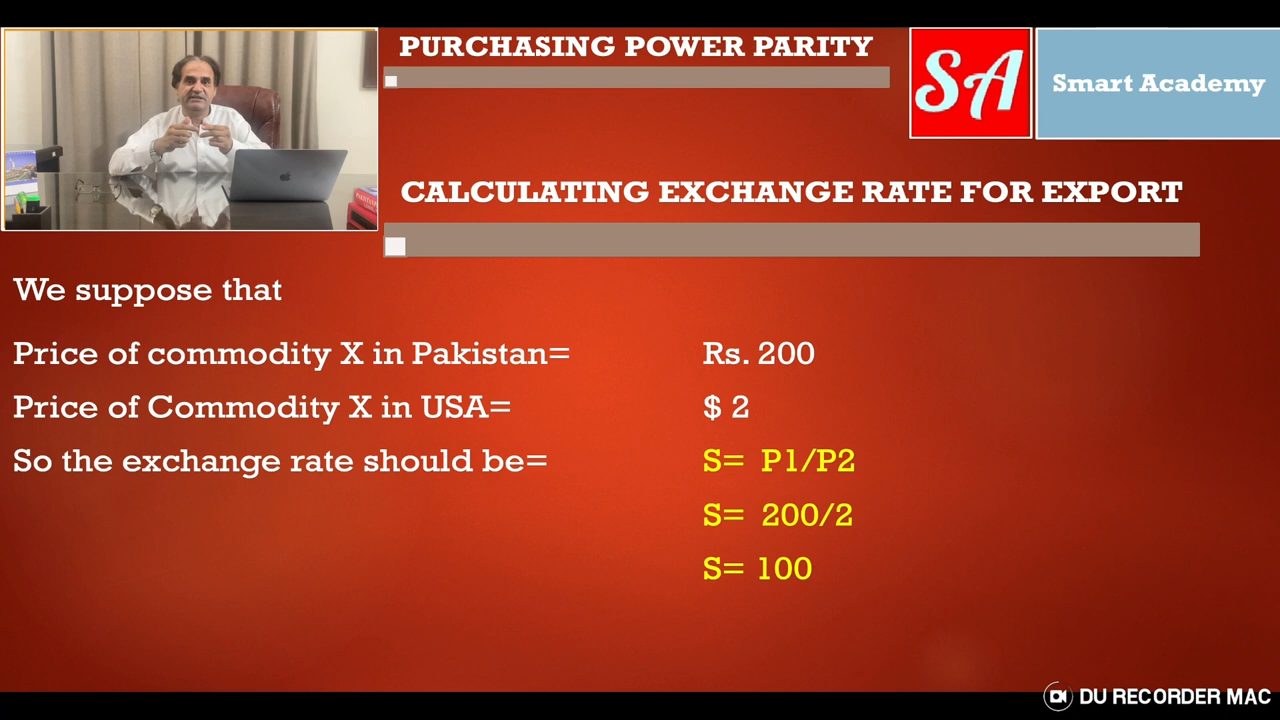 PURCHASING POWER PARITY
SA
Smart Academy
CALCULATING EXCHANGE RATE FOR EXPORT
We suppose that
Price of commodity X in Pakistan= Rs. 200
Price of Commodity X in USA= $ 2
So the exchange rate should be= S= P1/P2
S= 200/2
S= 100
DU RECORDER MAC